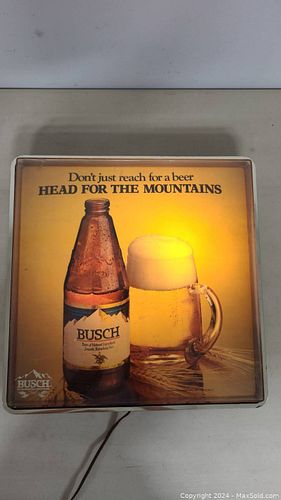 Don't just reach for a beer
HEAD FOR THE MOUNTAINS
BUSCH
BUSCH
Copyright 2024 - MaxSold.com